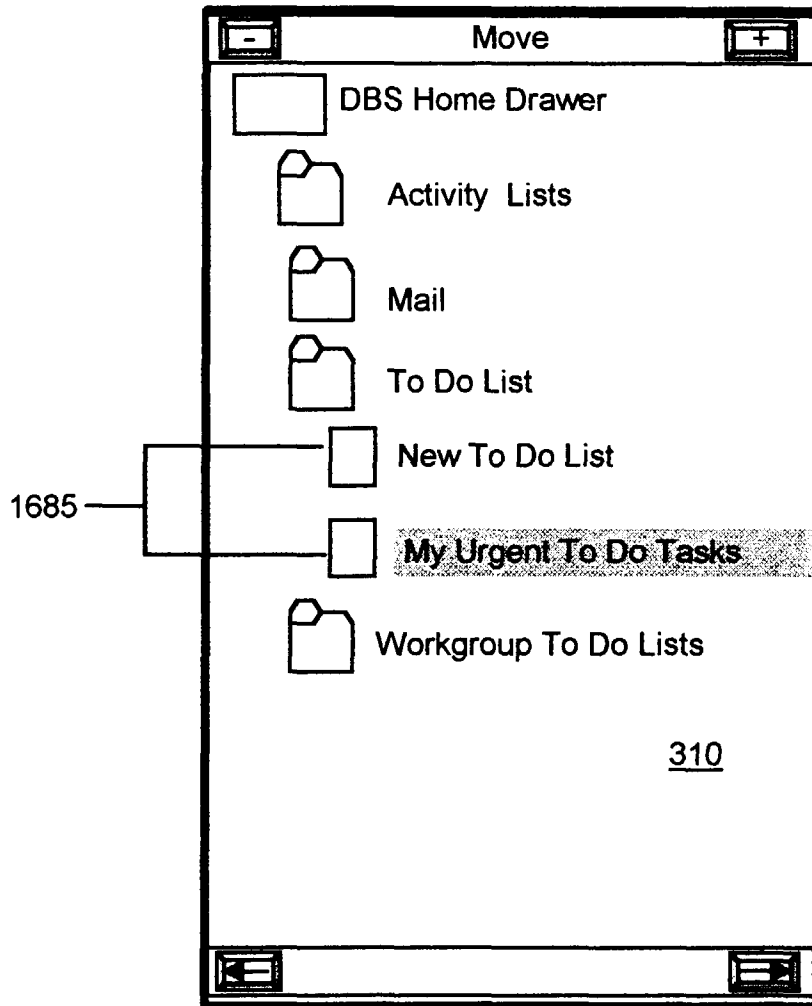 - Move +
DBS Home Drawer
Activity Lists
Mail
To Do List
New To Do List
1685
My Urgent To Do Tasks
Workgroup To Do Lists
310